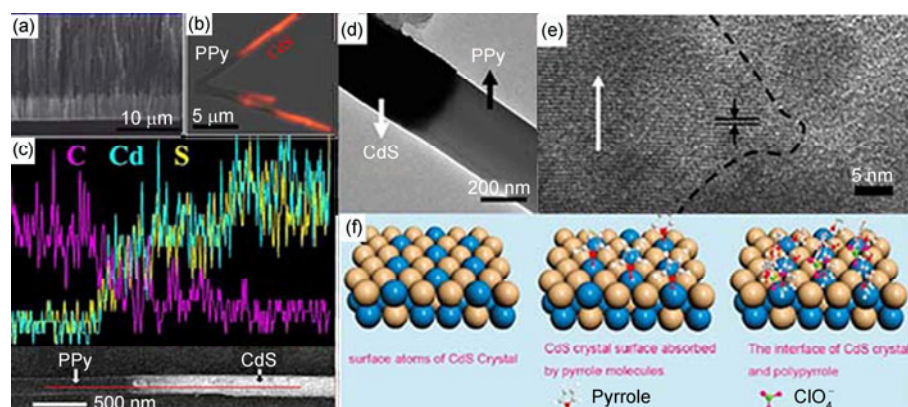 (a)
10 μm
(b)
PPy
CdS
5 μm
(c)
C Cd S
PPy
CdS
500 nm
(d)
PPy
CdS
200 nm
(e)
5 nm
(f)
surface atoms of CdS Crystal
CdS crystal surface absorbed
by pyrrole molecules
The interface of CdS crystal
and polypyrrole
Pyrrole
ClO₄⁻